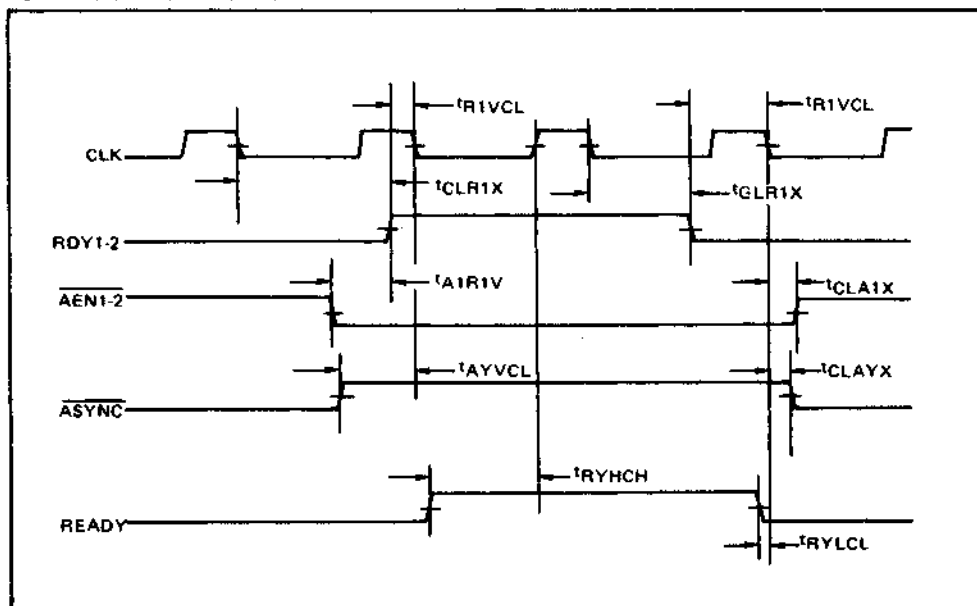 tR1VCL tR1VCL
CLK
tCLR1X tCLR1X
RDY1-2
tA1R1V tCLA1X
AEN1-2
tAYVCL tCLAYX
ASYNC
tRYHCH
READY
tRYLCL